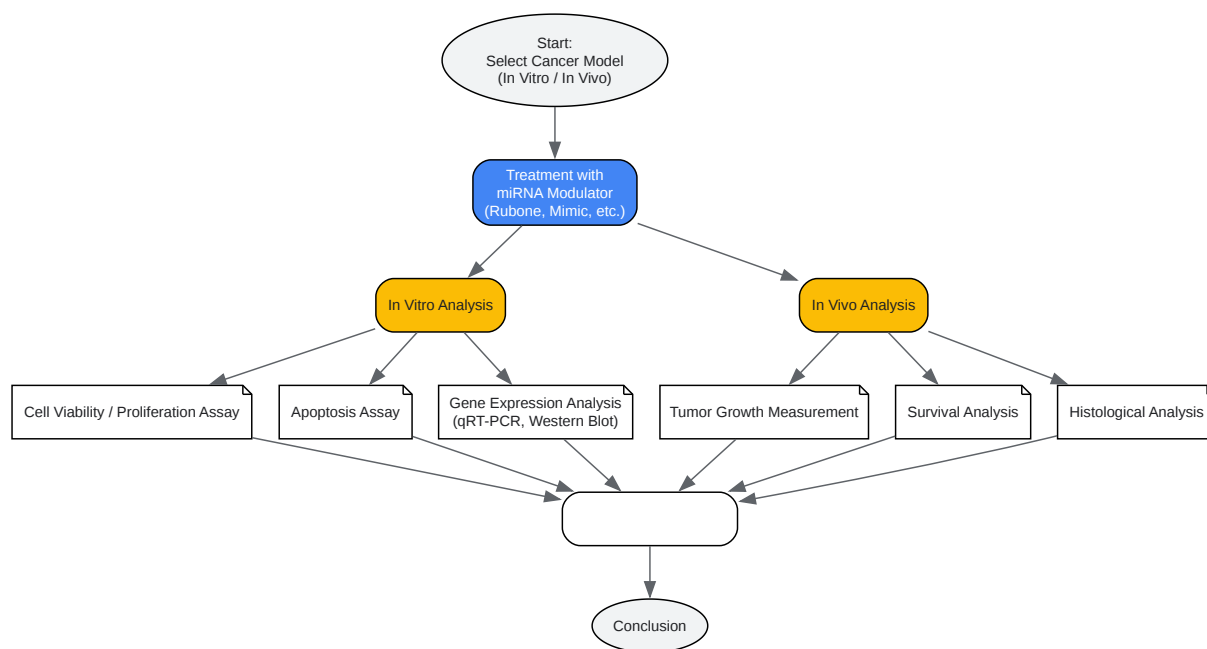 Start:
Select Cancer Model
(In Vitro / In Vivo)
Treatment with
miRNA Modulator
(Rubone, Mimic, etc.)
In Vitro Analysis
In Vivo Analysis
Cell Viability / Proliferation Assay
Apoptosis Assay
Gene Expression Analysis
(qRT-PCR, Western Blot)
Tumor Growth Measurement
Survival Analysis
Histological Analysis
Conclusion